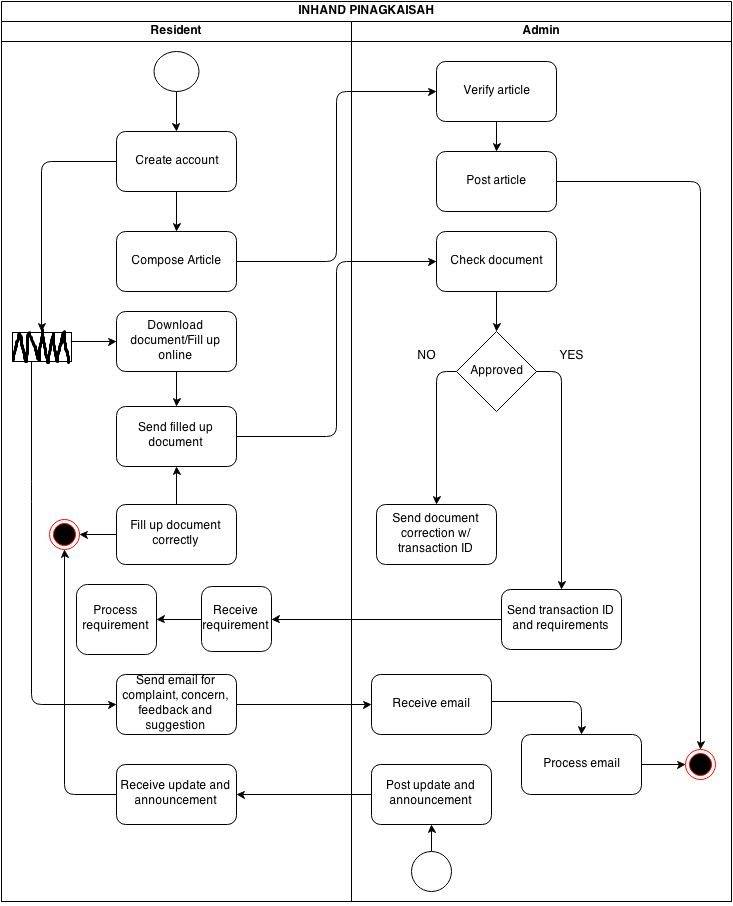 INHAND PINAGKAISAH
Resident
Admin
Verify article
Create account
Post article
Compose Article
Check document
Download
document/Fill up
online
NO
YES
Approved
Send filled up
document
Fill up document
correctly
Send document
correction w/
transaction ID
Process
requirement
Receive
requirement
Send transaction ID
and requirements
Send email for
complaint, concern,
feedback and
suggestion
Receive email
Process email
Receive update and
announcement
Post update and
announcement